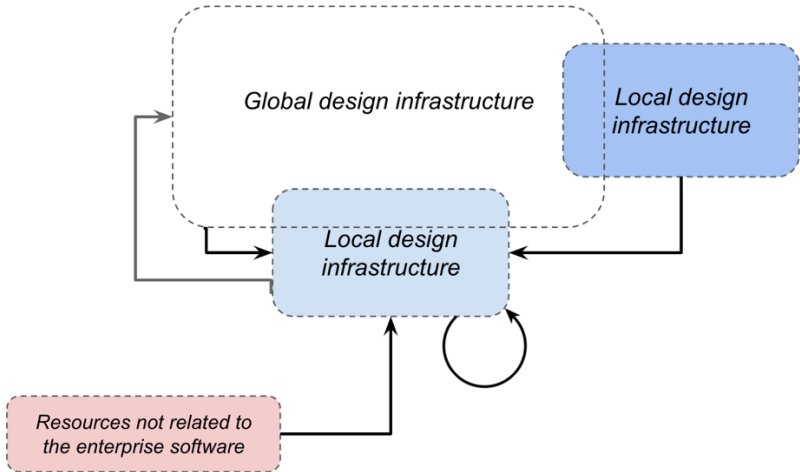 Global design infrastructure
Local design
infrastructure
Local design
infrastructure
Resources not related to
the enterprise software